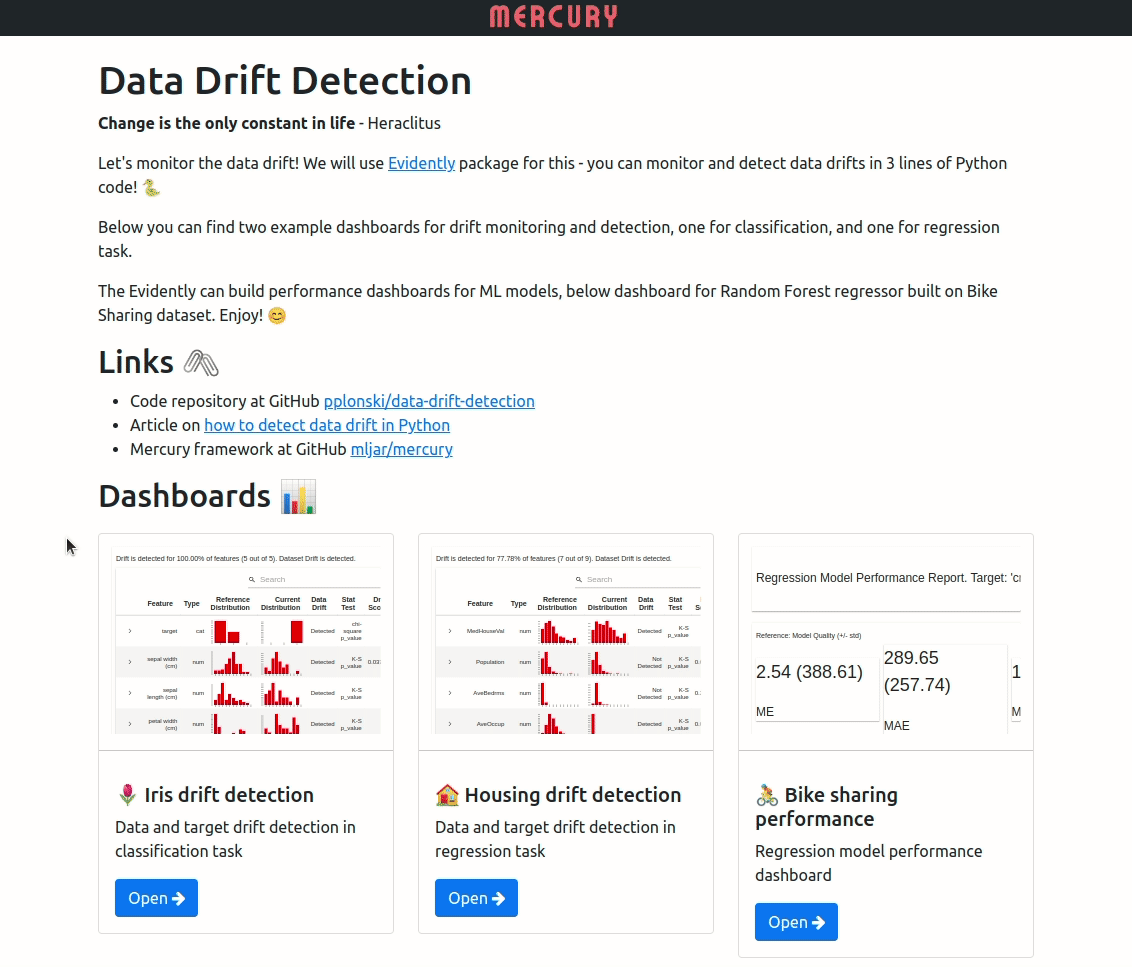 MERCURY
Data Drift Detection
Change is the only constant in life - Heraclitus
Let's monitor the data drift! We will use Evidently package for this - you can monitor and detect data drifts in 3 lines of Python
code! 🐍
Below you can find two example dashboards for drift monitoring and detection, one for classification, and one for regression
task.
The Evidently can build performance dashboards for ML models, below dashboard for Random Forest regressor built on Bike
Sharing dataset. Enjoy! 😊
Links 🖇️
• Code repository at GitHub pplonski/data-drift-detection
• Article on how to detect data drift in Python
• Mercury framework at GitHub mljar/mercury
Dashboards 📊
Drift is detected for 100.00% of features (5 out of 5). Dataset Drift is detected.
Search
Feature Type Reference Distribution Current Distribution Data Drift Stat Test Dr Sco
target cat Detected chi-square p_value
sepal width (cm) num Detected K-S p_value 0.03
sepal length (cm) num Detected K-S p_value
petal width (cm) num Detected K-S p_value
🌷 Iris drift detection
Data and target drift detection in
classification task
Open
Drift is detected for 77.78% of features (7 out of 9). Dataset Drift is detected.
Search
Feature Type Reference Distribution Current Distribution Data Drift Stat Test
MedHouseVal num Detected K-S p_value
Population num Not Detected K-S p_value
AveBedrms num Not Detected K-S p_value
AveOccup num Detected K-S p_value
🏠 Housing drift detection
Data and target drift detection in
regression task
Open
Regression Model Performance Report. Target: 'c
Reference: Model Quality (+/- std)
2.54 (388.61)
ME
289.65
(257.74)
MAE
1
M
🚴 Bike sharing
performance
Regression model performance
dashboard
Open